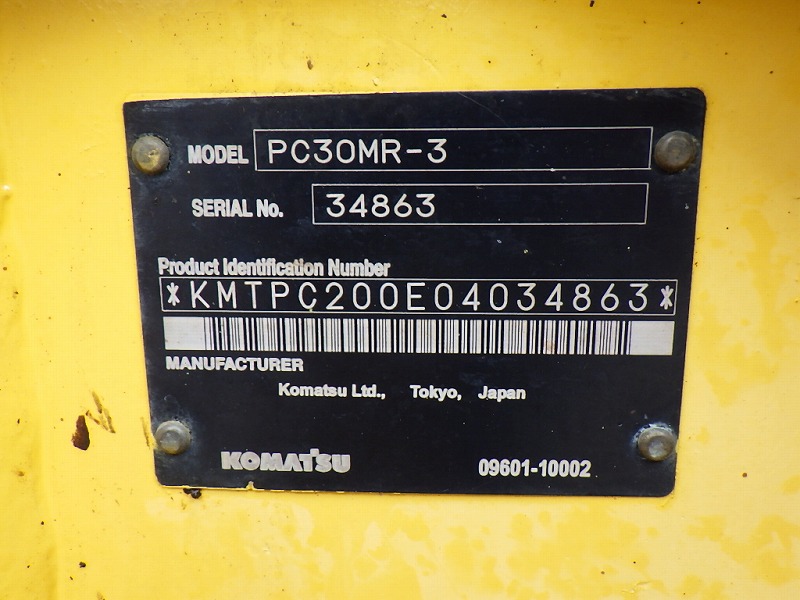 MODEL PC30MR-3
SERIAL No. 34863
Product Identification Number
*KMTPC200E04034863*
MANUFACTURER
Komatsu Ltd., Tokyo, Japan
KOMATSU 09601-10002